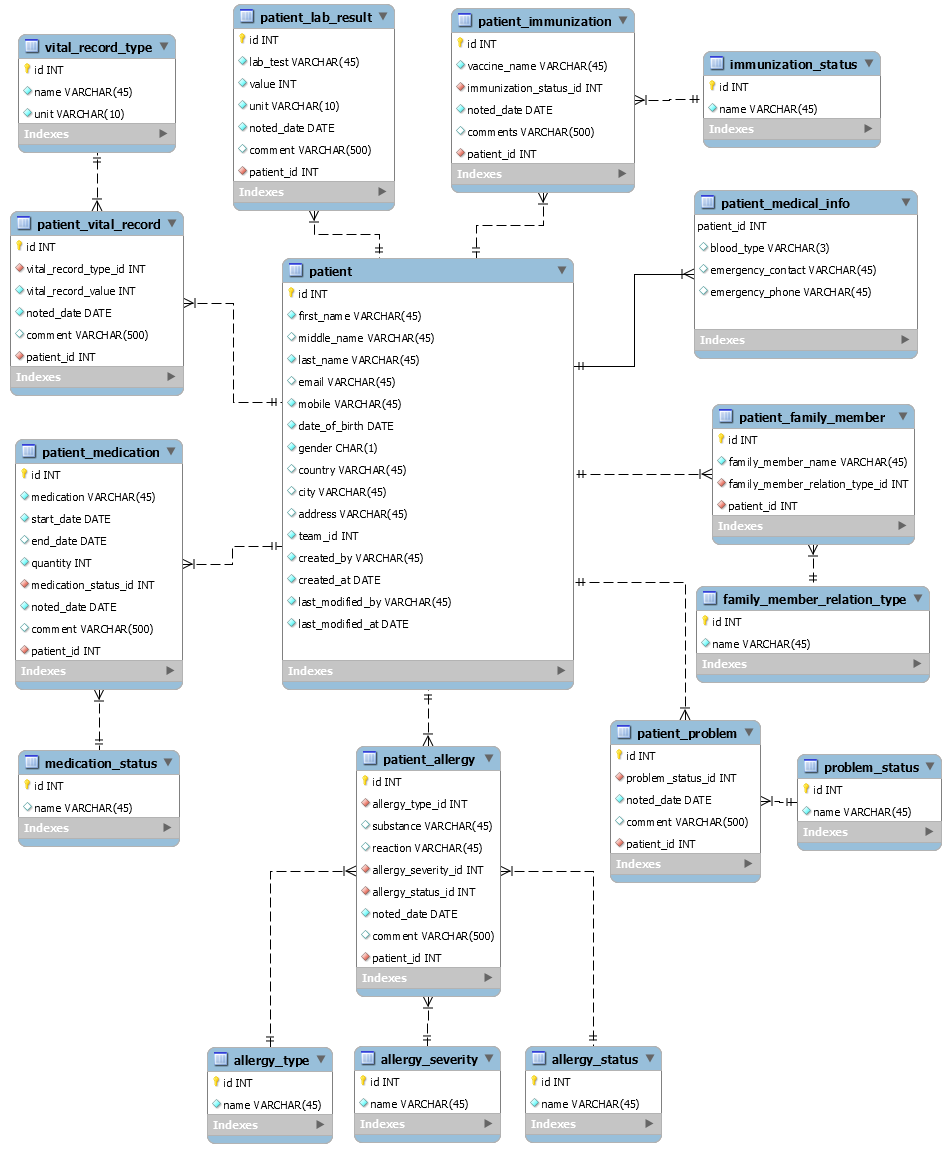 vital_record_type
id INT
name VARCHAR(45)
unit VARCHAR(10)
Indexes
patient_lab_result
id INT
lab_test VARCHAR(45)
value INT
unit VARCHAR(10)
noted_date DATE
comment VARCHAR(500)
patient_id INT
Indexes
patient_immunization
id INT
vaccine_name VARCHAR(45)
immunization_status_id INT
noted_date DATE
comments VARCHAR(500)
patient_id INT
Indexes
immunization_status
id INT
name VARCHAR(45)
Indexes
patient_vital_record
id INT
vital_record_type_id INT
vital_record_value INT
noted_date DATE
comment VARCHAR(500)
patient_id INT
Indexes
patient
id INT
first_name VARCHAR(45)
middle_name VARCHAR(45)
last_name VARCHAR(45)
email VARCHAR(45)
mobile VARCHAR(45)
date_of_birth DATE
gender CHAR(1)
country VARCHAR(45)
city VARCHAR(45)
address VARCHAR(45)
team_id INT
created_by VARCHAR(45)
created_at DATE
last_modified_by VARCHAR(45)
last_modified_at DATE
Indexes
patient_medical_info
patient_id INT
blood_type VARCHAR(3)
emergency_contact VARCHAR(45)
emergency_phone VARCHAR(45)
Indexes
patient_medication
id INT
medication VARCHAR(45)
start_date DATE
end_date DATE
quantity INT
medication_status_id INT
noted_date DATE
comment VARCHAR(500)
patient_id INT
Indexes
patient_family_member
id INT
family_member_name VARCHAR(45)
family_member_relation_type_id INT
patient_id INT
Indexes
family_member_relation_type
id INT
name VARCHAR(45)
Indexes
medication_status
id INT
name VARCHAR(45)
Indexes
patient_allergy
id INT
allergy_type_id INT
substance VARCHAR(45)
reaction VARCHAR(45)
allergy_severity_id INT
allergy_status_id INT
noted_date DATE
comment VARCHAR(500)
patient_id INT
Indexes
patient_problem
id INT
problem_status_id INT
noted_date DATE
comment VARCHAR(500)
patient_id INT
Indexes
problem_status
id INT
name VARCHAR(45)
Indexes
allergy_type
id INT
name VARCHAR(45)
Indexes
allergy_severity
id INT
name VARCHAR(45)
Indexes
allergy_status
id INT
name VARCHAR(45)
Indexes